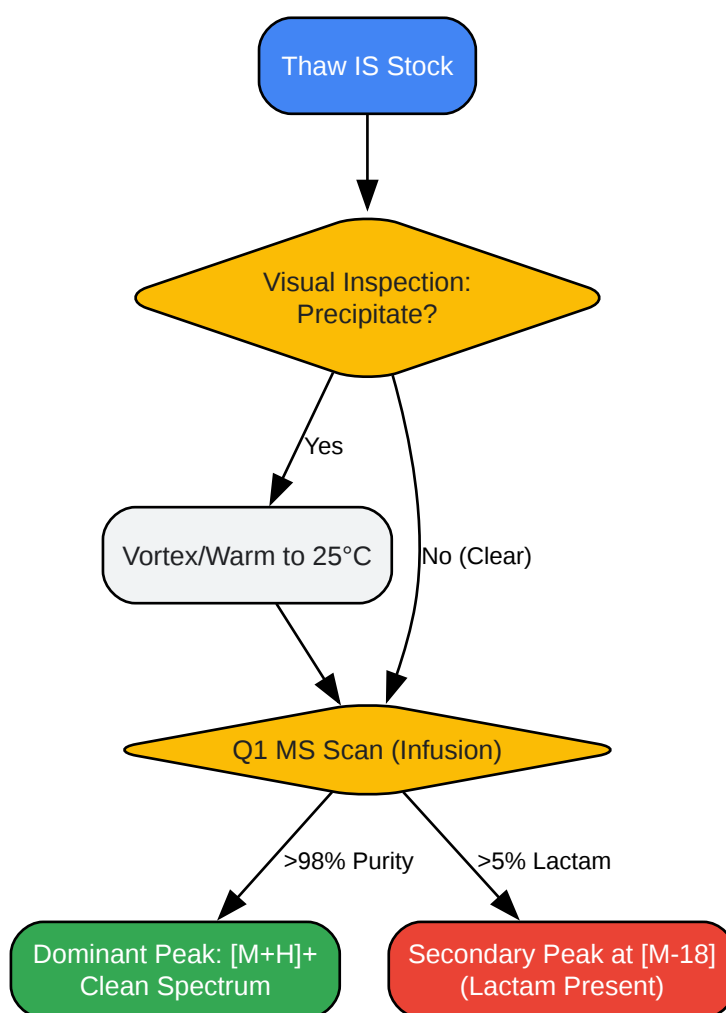 Thaw IS Stock
Visual Inspection:
Precipitate?
Yes
Vortex/Warm to 25°C
No (Clear)
Q1 MS Scan (Infusion)
>98% Purity
>5% Lactam
Dominant Peak: [M+H]+
Clean Spectrum
Secondary Peak at [M-18]
(Lactam Present)